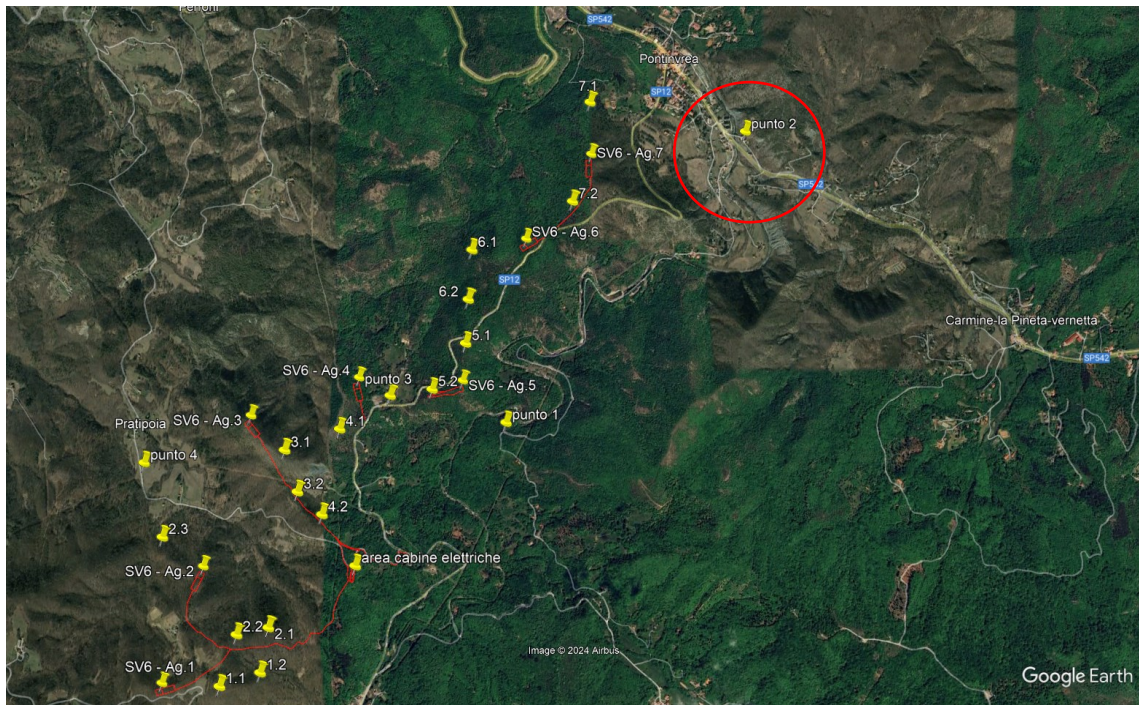 Perroni
SP542
Pontinvrea
7.1
SP12
punto 2
SV6 - Ag.7
SP542
7.2
SV6 - Ag.6
6.1
SP12
6.2
Carmine-la Pineta-vernetta
5.1
SP542
SV6 - Ag.4
punto 3
5.2
SV6 - Ag.5
SV6 - Ag.3
punto 1
Pratipoia
4.1
3.1
punto 4
3.2
4.2
2.3
area cabine elettriche
SV6 - Ag.2
2.2
2.1
Image © 2024 Airbus
SV6 - Ag.1
1.2
1.1
Google Earth